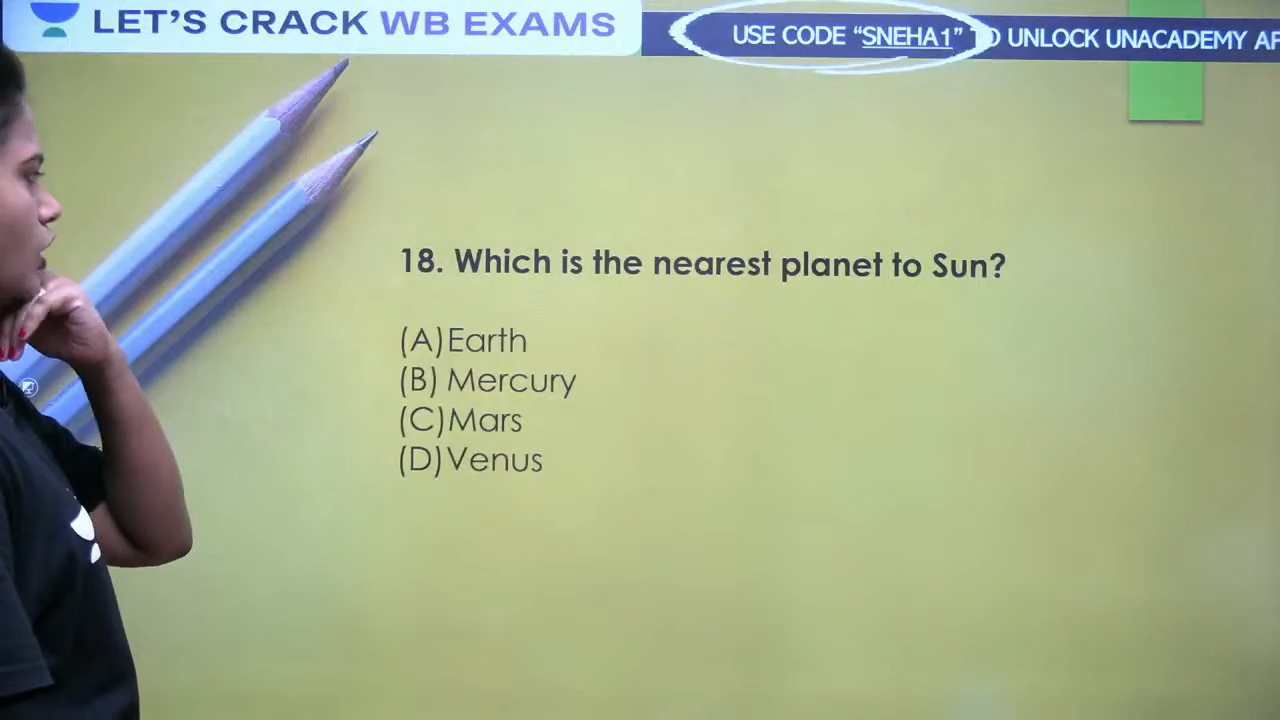 LET'S CRACK WB EXAMS
USE CODE “SNEHA1” TO UNLOCK UNACADEMY
18. Which is the nearest planet to Sun?
(A) Earth
(B) Mercury
(C) Mars
(D) Venus